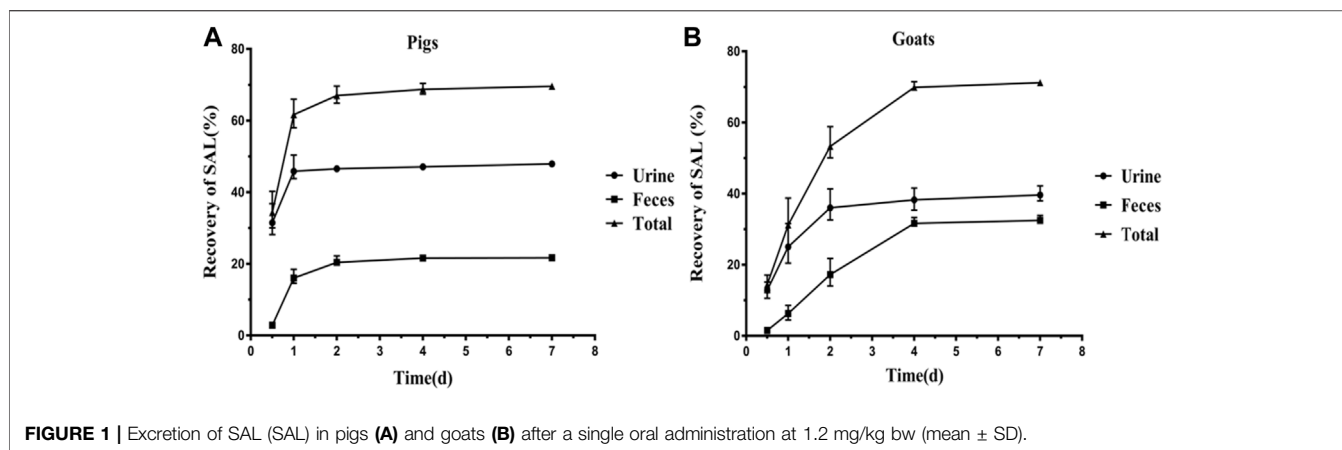 A
Pigs
80
60
40
20
0
Recovery of SAL(%)
0 1 2 3 4 5 6 7 8
Time(d)
Urine
Feces
Total
B
Goats
80
60
40
20
0
Recovery of SAL (%)
0 1 2 3 4 5 6 7 8
Time(d)
Urine
Feces
Total
FIGURE 1 | Excretion of SAL (SAL) in pigs (A) and goats (B) after a single oral administration at 1.2 mg/kg bw (mean ± SD).